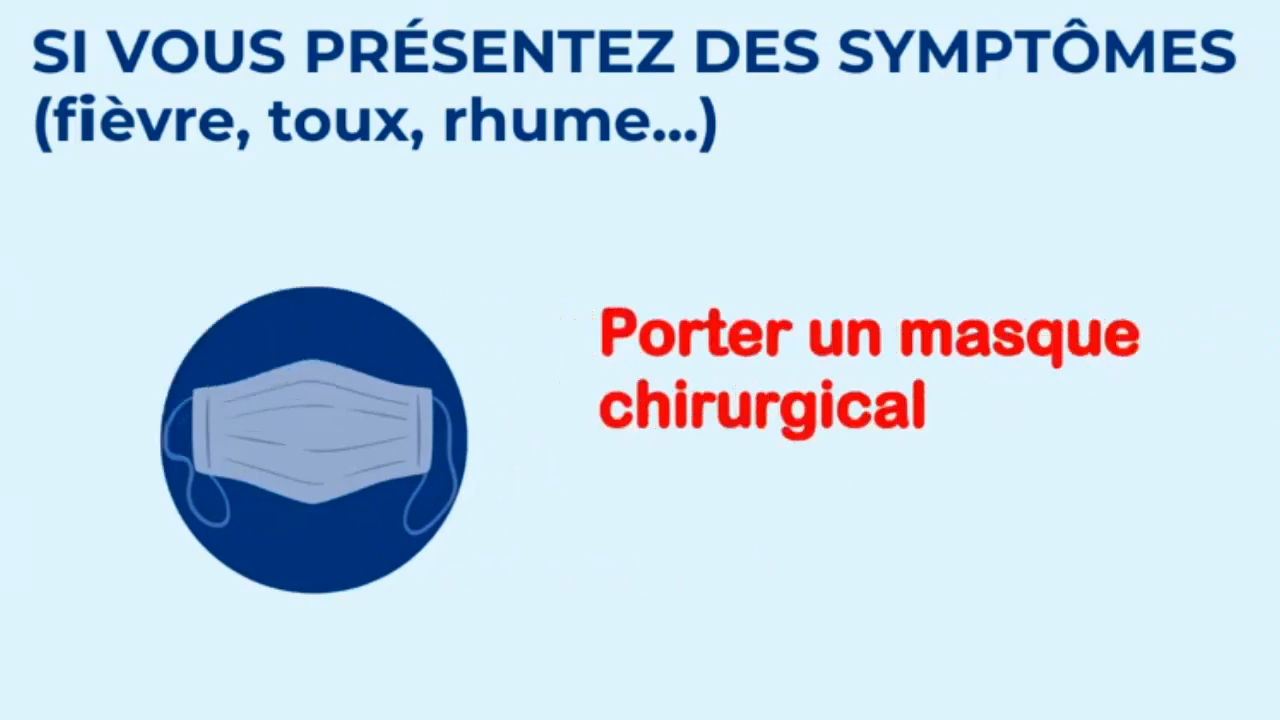 SI VOUS PRÉSENTEZ DES SYMPTÔMES
(fièvre, toux, rhume...)
Porter un masque
chirurgical